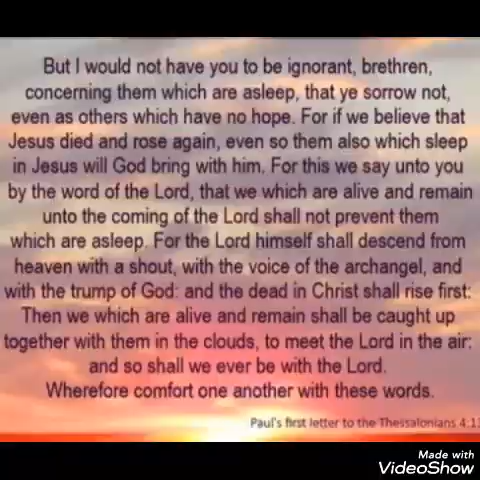 But I would not have you to be ignorant, brethren,
concerning them which are asleep, that ye sorrow not,
even as others which have no hope. For if we believe that
Jesus died and rose again, even so them also which sleep
in Jesus will God bring with him. For this we say unto you
by the word of the Lord, that we which are alive and remain
unto the coming of the Lord shall not prevent them
which are asleep. For the Lord himself shall descend from
heaven with a shout, with the voice of the archangel, and
with the trump of God: and the dead in Christ shall rise first:
Then we which are alive and remain shall be caught up
together with them in the clouds, to meet the Lord in the air:
and so shall we ever be with the Lord.
Wherefore comfort one another with these words.
Paul's first letter to the Thessalonians
Made with
VideoShow